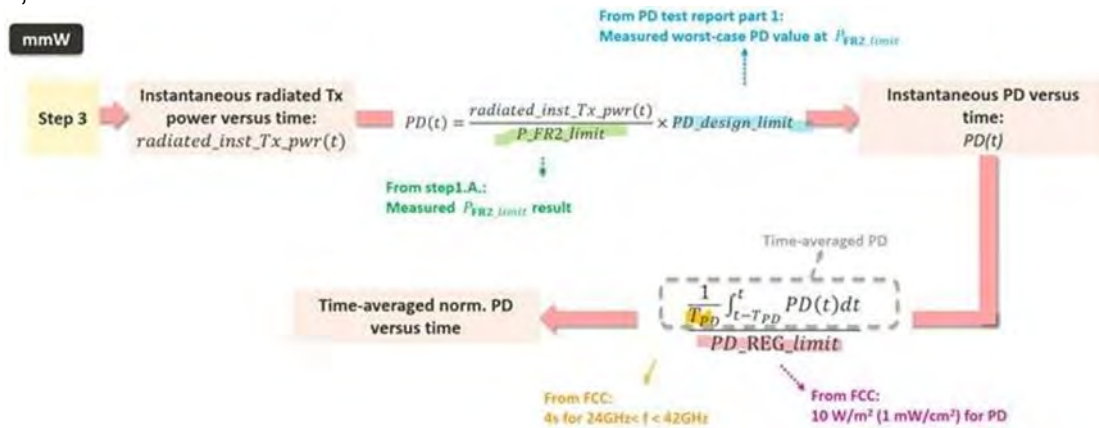 mmW
From PD test report part 1:
Measured worst-case PD value at P_FR2_limit
Step 3
Instantaneous radiated Tx
power versus time:
radiated_inst_Tx_pwr(t)
PD(t) = radiated_inst_Tx_pwr(t) / P_FR2_limit × PD_design_limit
Instantaneous PD versus
time:
PD(t)
From step1.A.:
Measured P_FR2_limit result
Time-averaged PD
Time-averaged norm. PD
versus time
1/T_PD ∫_{t-T_PD}^{t} PD(t)dt
PD_REG_limit
From FCC:
4s for 24GHz< f < 42GHz
From FCC:
10 W/m² (1 mW/cm²) for PD